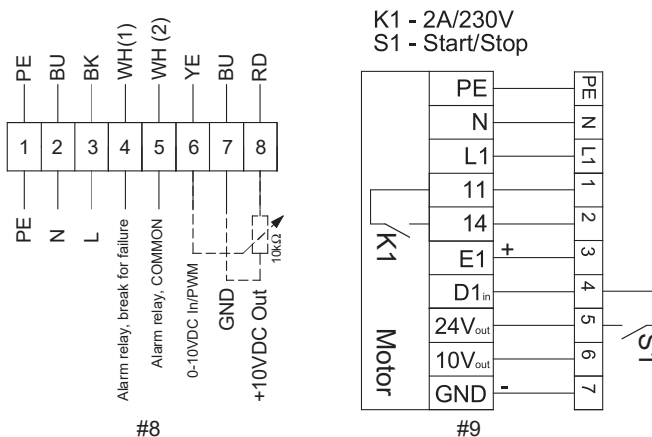 PE BU BK WH(1) WH (2) YE BU RD
1 2 3 4 5 6 7 8
PE
N
L
Alarm relay, break for failure
Alarm relay, COMMON
0-10VDC In/PWM
GND
+10VDC Out
10kΩ
#8
K1 - 2A/230V
S1 - Start/Stop
PE PE
N N
L1 L1
11 1
14 2
K1
E1 + 3
D1in 4
24Vout 5
S1
10Vout 6
GND - 7
Motor
#9